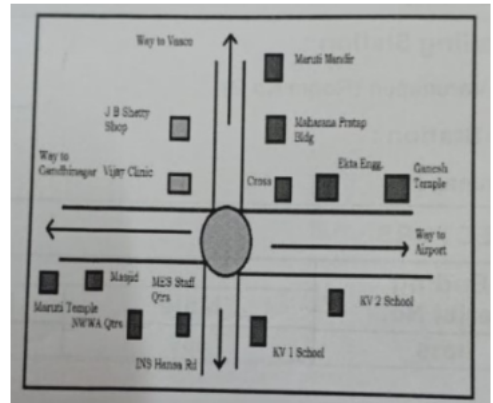 Way to Vasco
Maruti Mandir
J B Shetty
Shop
Maharana Pratap
Bldg
Way to
Gandhinagar
Vijay Clinic
Cross
Ekta Engg.
Ganesh
Temple
Way to
Airport
Maruti Temple
Masjid
MES Staff
Qtrs
NWWA Qtrs
INS Hansa Rd
KV 1 School
KV 2 School